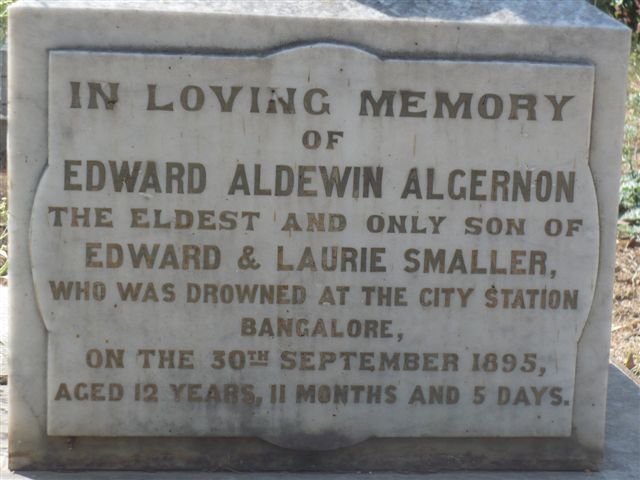 IN LOVING MEMORY
OF
EDWARD ALDEWIN ALGERNON
THE ELDEST AND ONLY SON OF
EDWARD & LAURIE SMALLER,
WHO WAS DROWNED AT THE CITY STATION
BANGALORE,
ON THE 30TH SEPTEMBER 1895,
AGED 12 YEARS, 11 MONTHS AND 5 DAYS.